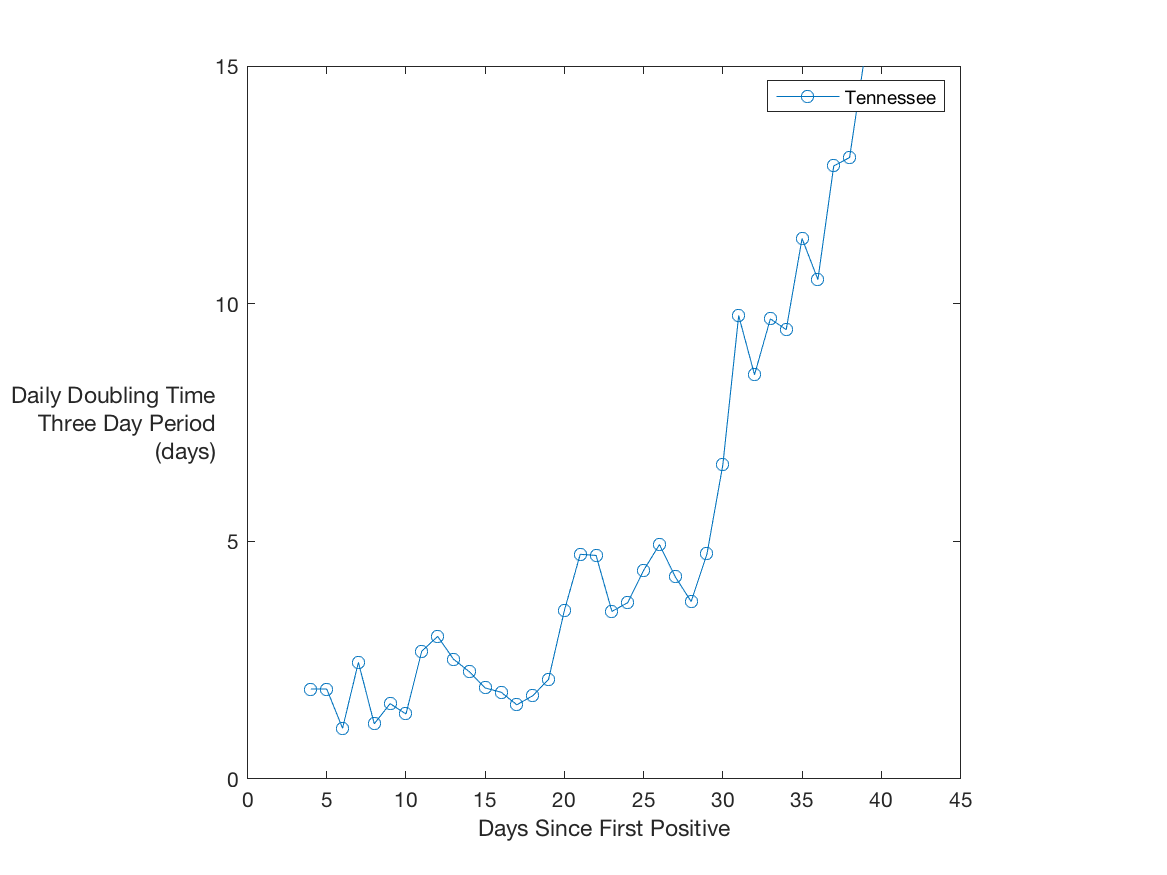 15
Tennessee
10
Daily Doubling Time
Three Day Period
(days)
5
0
0 5 10 15 20 25 30 35 40 45
Days Since First Positive